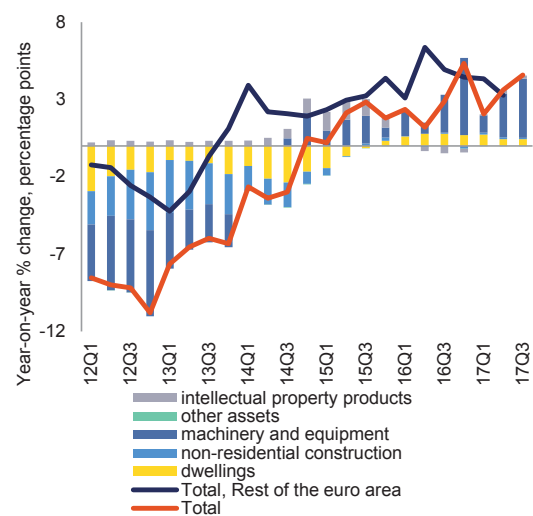 Year-on-year % change, percentage points
8
3
-2
-7
-12
12Q1
12Q3
13Q1
13Q3
14Q1
14Q3
15Q1
15Q3
16Q1
16Q3
17Q1
17Q3
intellectual property products
other assets
machinery and equipment
non-residential construction
dwellings
Total, Rest of the euro area
Total